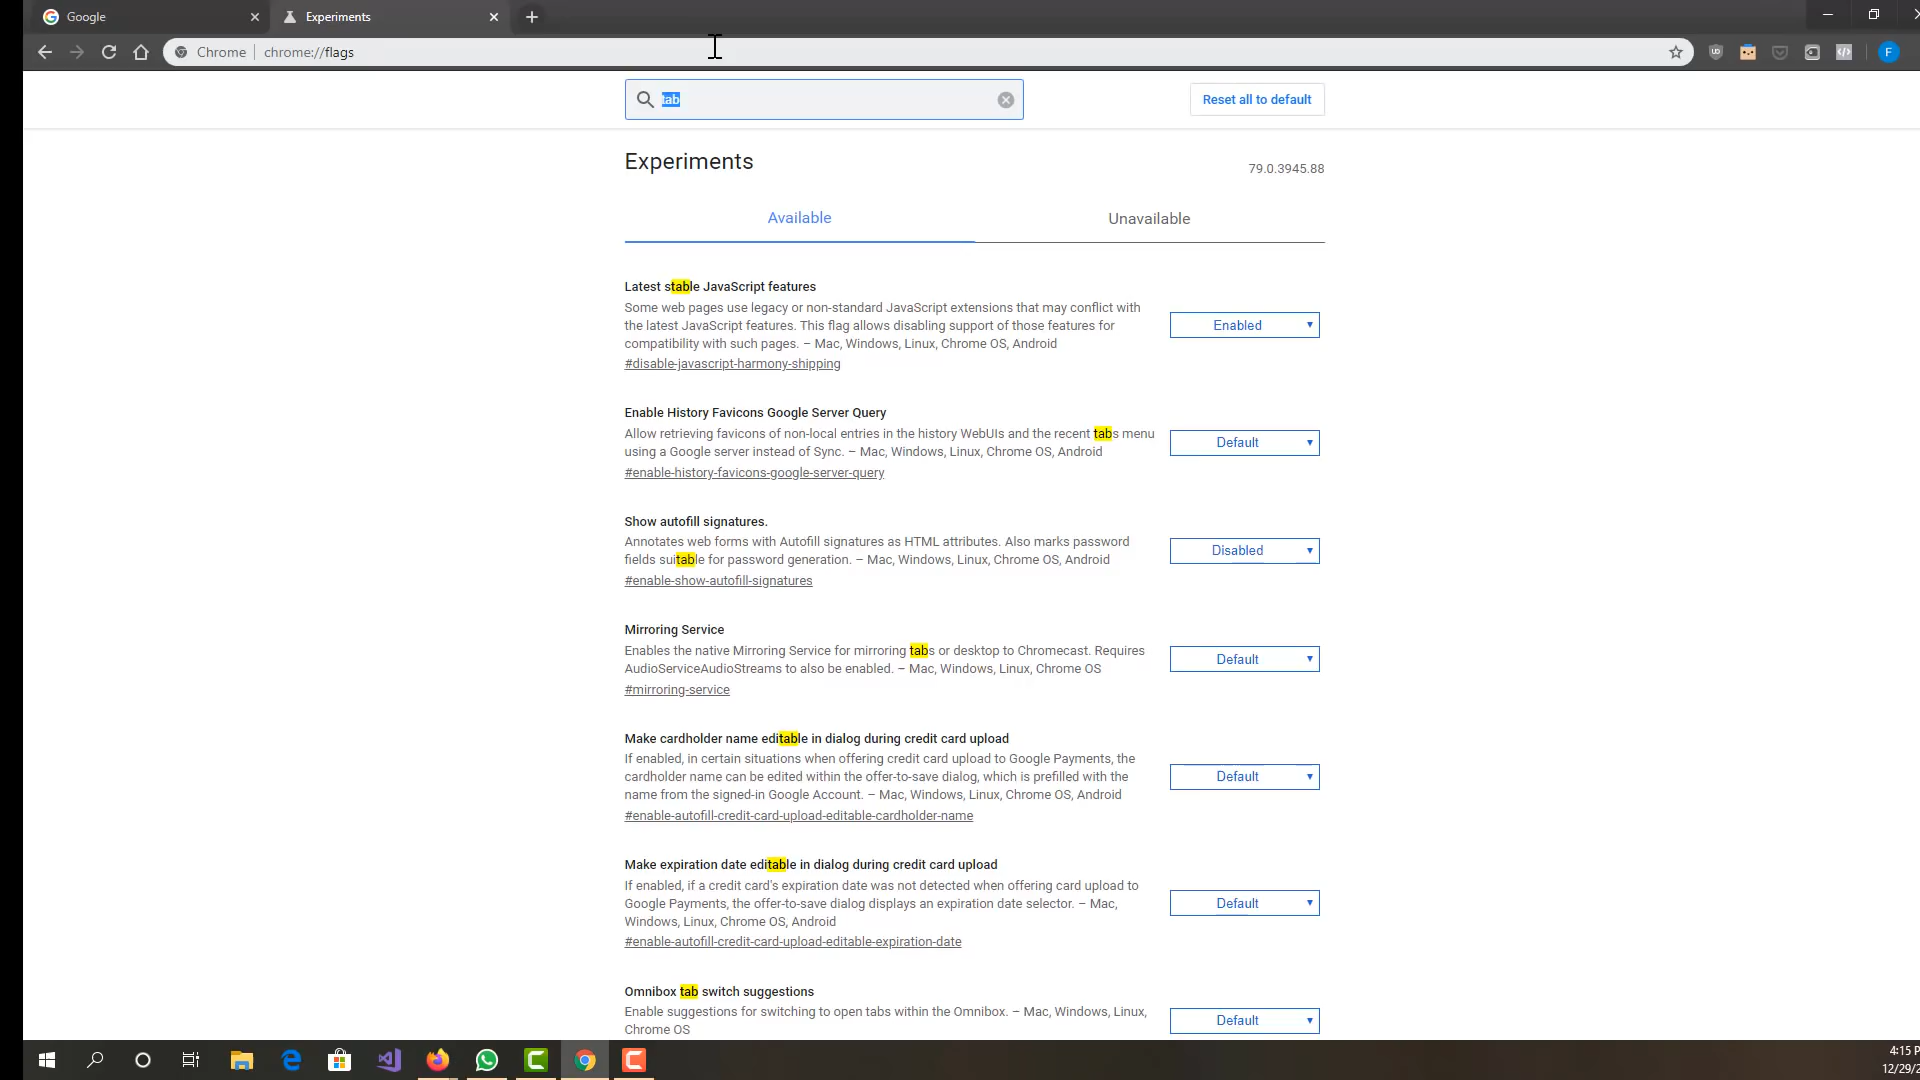 Google
Experiments
Chrome
chrome://flags
F
tab
Reset all to default
Experiments
79.0.3945.88
Available
Unavailable
Latest stable JavaScript features
Some web pages use legacy or non-standard JavaScript extensions that may conflict with
the latest JavaScript features. This flag allows disabling support of those features for
compatibility with such pages. – Mac, Windows, Linux, Chrome OS, Android
#disable-javascript-harmony-shipping
Enabled
Enable History Favicons Google Server Query
Allow retrieving favicons of non-local entries in the history WebUIs and the recent tabs menu
using a Google server instead of Sync. – Mac, Windows, Linux, Chrome OS, Android
#enable-history-favicons-google-server-query
Default
Show autofill signatures.
Annotates web forms with Autofill signatures as HTML attributes. Also marks password
fields suitable for password generation. – Mac, Windows, Linux, Chrome OS, Android
#enable-show-autofill-signatures
Disabled
Mirroring Service
Enables the native Mirroring Service for mirroring tabs or desktop to Chromecast. Requires
AudioServiceAudioStreams to also be enabled. – Mac, Windows, Linux, Chrome OS
#mirroring-service
Default
Make cardholder name editable in dialog during credit card upload
If enabled, in certain situations when offering credit card upload to Google Payments, the
cardholder name can be edited within the offer-to-save dialog, which is prefilled with the
name from the signed-in Google Account. – Mac, Windows, Linux, Chrome OS, Android
#enable-autofill-credit-card-upload-editable-cardholder-name
Default
Make expiration date editable in dialog during credit card upload
If enabled, if a credit card's expiration date was not detected when offering card upload to
Google Payments, the offer-to-save dialog displays an expiration date selector. – Mac,
Windows, Linux, Chrome OS, Android
#enable-autofill-credit-card-upload-editable-expiration-date
Default
Omnibox tab switch suggestions
Enable suggestions for switching to open tabs within the Omnibox. – Mac, Windows, Linux,
Chrome OS
Default
4:15 P
12/29/2